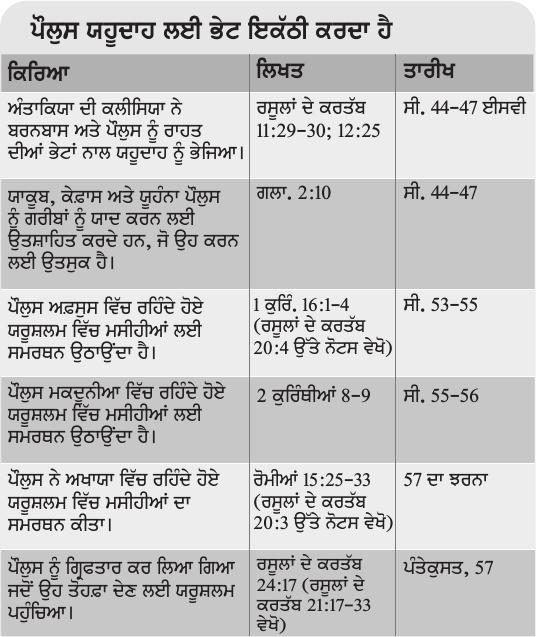 ਪੌਲੁਸ ਯਹੂਦਾਹ ਲਈ ਭੇਟ ਇਕੱਠੀ ਕਰਦਾ ਹੈ
ਕਿਰਿਆ
ਲਿਖਤ
ਤਾਰੀਖ
ਅੰਤਾਕਿਯਾ ਦੀ ਕਲੀਸਿਯਾ ਨੇ
ਬਰਨਬਾਸ ਅਤੇ ਪੌਲੁਸ ਨੂੰ ਰਾਹਤ
ਦੀਆਂ ਭੇਟਾਂ ਨਾਲ ਯਹੂਦਾਹ ਨੂੰ ਭੇਜਿਆ।
ਰਸੂਲਾਂ ਦੇ ਕਰਤੱਬ
11:29–30; 12:25
ਸੀ. 44–47 ਈਸਵੀ
ਯਾਕੂਬ, ਕੇਫ਼ਾਸ ਅਤੇ ਯੂਹੰਨਾ ਪੌਲੁਸ
ਨੂੰ ਗਰੀਬਾਂ ਨੂੰ ਯਾਦ ਕਰਨ ਲਈ
ਉਤਸ਼ਾਹਿਤ ਕਰਦੇ ਹਨ, ਜੋ ਉਹ ਕਰਨ
ਲਈ ਉਤਸੁਕ ਹੈ।
ਗਲਾ. 2:10
ਸੀ. 44–47
ਪੌਲੁਸ ਅਫ਼ਸੁਸ ਵਿੱਚ ਰਹਿੰਦੇ ਹੋਏ
ਯਰੂਸ਼ਲਮ ਵਿੱਚ ਮਸੀਹੀਆਂ ਲਈ
ਸਮਰਥਨ ਉਠਾਉਂਦਾ ਹੈ।
1 ਕੁਰਿੰ. 16:1–4
(ਰਸੂਲਾਂ ਦੇ ਕਰਤੱਬ
20:4 ਉੱਤੇ ਨੋਟਸ ਵੇਖੋ)
ਸੀ. 53–55
ਪੌਲੁਸ ਮਕਦੂਨੀਆ ਵਿੱਚ ਰਹਿੰਦੇ ਹੋਏ
ਯਰੂਸ਼ਲਮ ਵਿੱਚ ਮਸੀਹੀਆਂ ਲਈ
ਸਮਰਥਨ ਉਠਾਉਂਦਾ ਹੈ।
2 ਕੁਰਿੰਥੀਆਂ 8–9
ਸੀ. 55–56
ਪੌਲੁਸ ਨੇ ਅਖਾਯਾ ਵਿੱਚ ਰਹਿੰਦੇ ਹੋਏ
ਯਰੂਸ਼ਲਮ ਵਿੱਚ ਮਸੀਹੀਆਂ ਦਾ
ਸਮਰਥਨ ਕੀਤਾ।
ਰੋਮੀਆਂ 15:25–33
(ਰਸੂਲਾਂ ਦੇ ਕਰਤੱਬ
20:3 ਉੱਤੇ ਨੋਟਸ ਵੇਖੋ)
57 ਦਾ ਝਰਨਾ
ਪੌਲੁਸ ਨੂੰ ਗ੍ਰਿਫਤਾਰ ਕਰ ਲਿਆ ਗਿਆ
ਜਦੋਂ ਉਹ ਤੋਹਫ਼ਾ ਦੇਣ ਲਈ ਯਰੂਸ਼ਲਮ
ਪਹੁੰਚਿਆ।
ਰਸੂਲਾਂ ਦੇ ਕਰਤੱਬ
24:17 (ਰਸੂਲਾਂ ਦੇ
ਕਰਤੱਬ 21:17–33
ਵੇਖੋ)
ਪੰਤੇਕੁਸਤ, 57